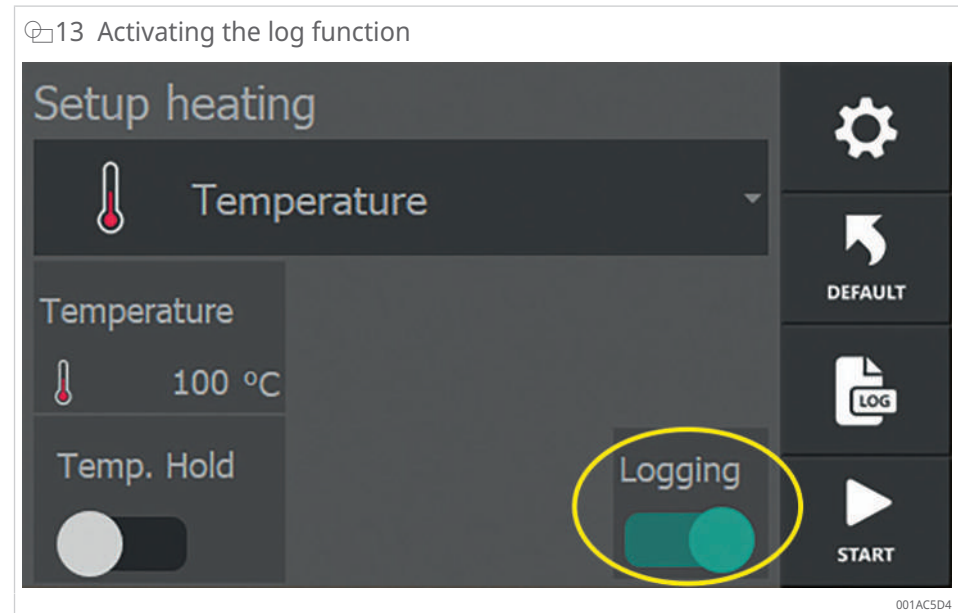 13 Activating the log function
Setup heating
Temperature
DEFAULT
Temperature
100 °C
LOG
Temp. Hold
Logging
START
001AC5D4